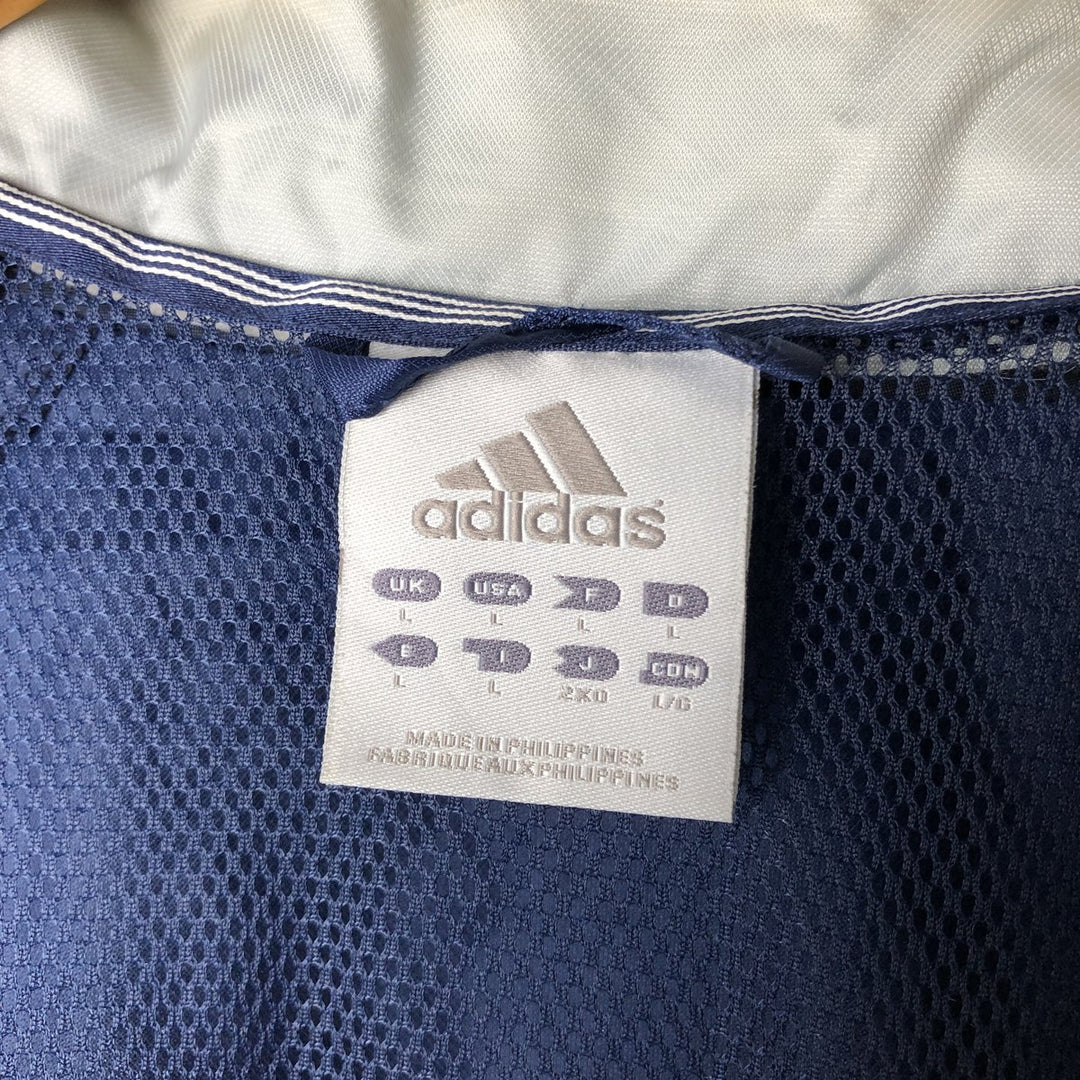 adidas
UK USA F D
L L L L
E I J CDN
L L 2XO L/G
MADE IN PHILIPPINES
FABRIQUE AUX PHILIPPINES